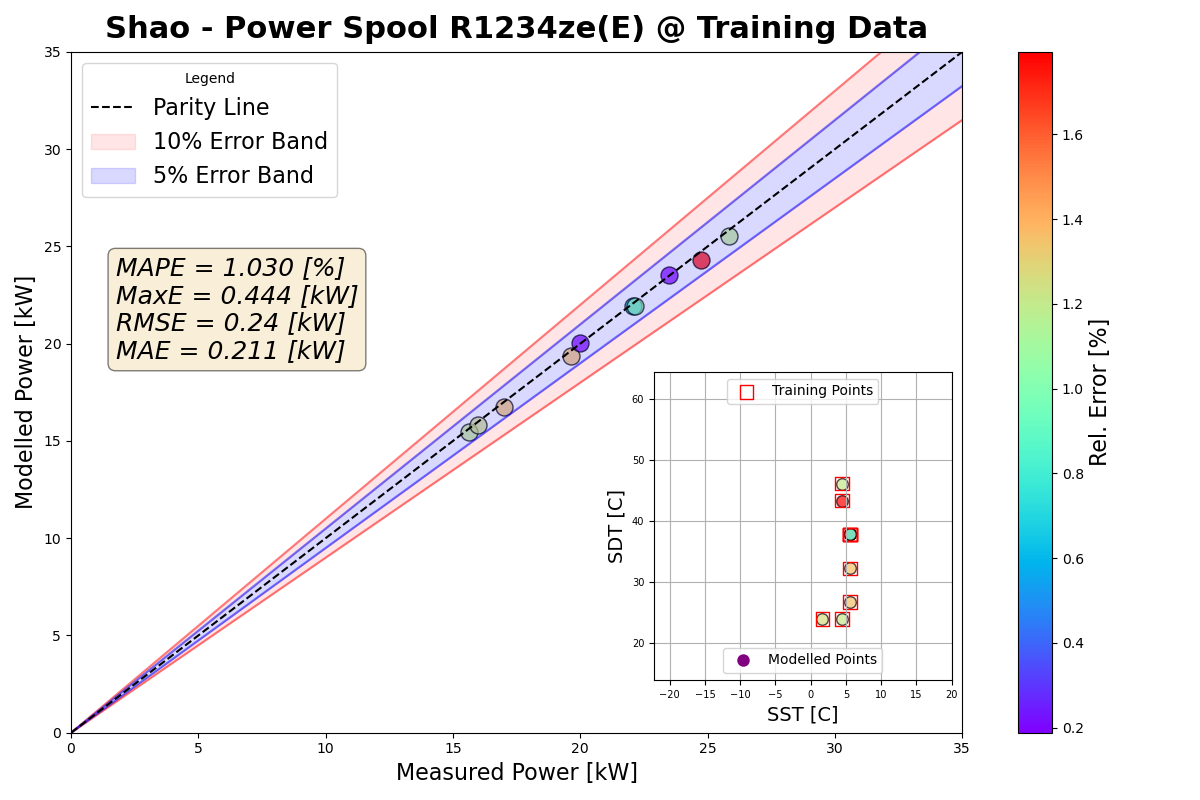 Shao - Power Spool R1234ze(E) @ Training Data
Legend
Parity Line
10% Error Band
5% Error Band
MAPE = 1.030 [%]
MaxE = 0.444 [kW]
RMSE = 0.24 [kW]
MAE = 0.211 [kW]
Modelled Power [kW]
35
30
25
20
15
10
5
0
0 5 10 15 20 25 30 35
Measured Power [kW]
Training Points
SDT [C]
60
50
40
30
20
Modelled Points
−20 −15 −10 −5 0 5 10 15 20
SST [C]
1.6
1.4
1.2
1.0
0.8
0.6
0.4
0.2
Rel. Error [%]